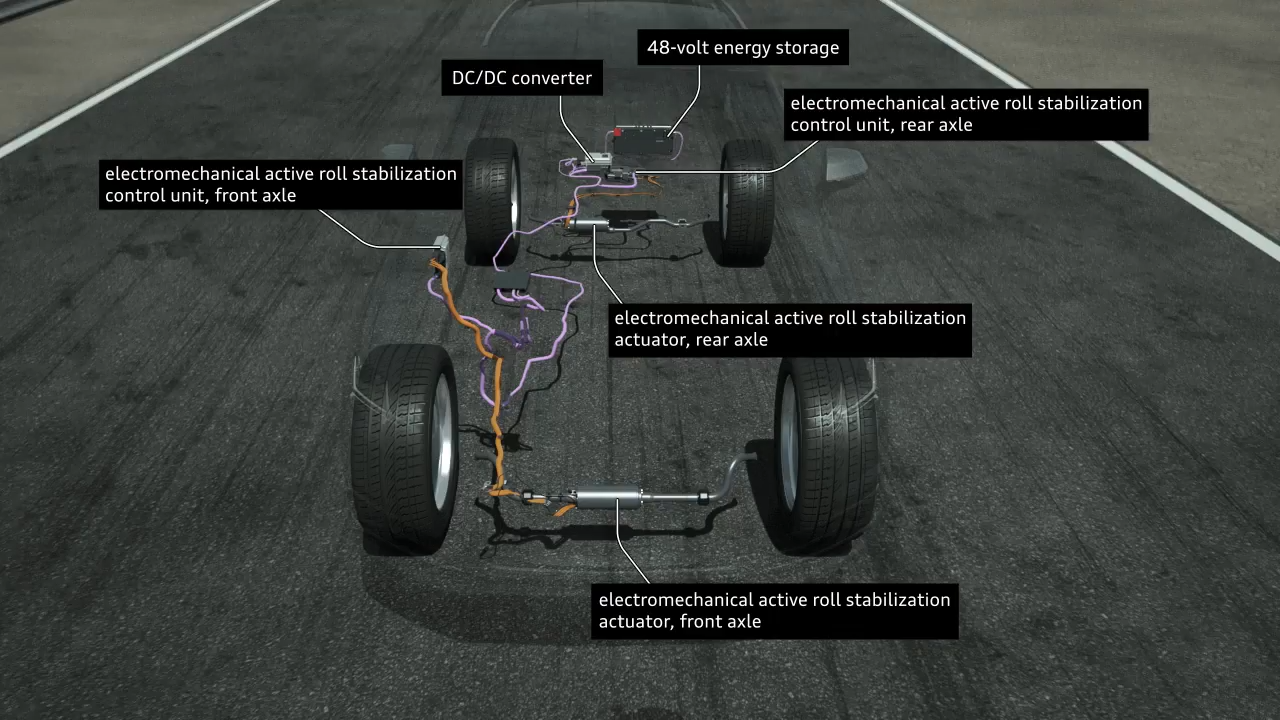 48-volt energy storage
DC/DC converter
electromechanical active roll stabilization
control unit, rear axle
electromechanical active roll stabilization
control unit, front axle
electromechanical active roll stabilization
actuator, rear axle
electromechanical active roll stabilization
actuator, front axle